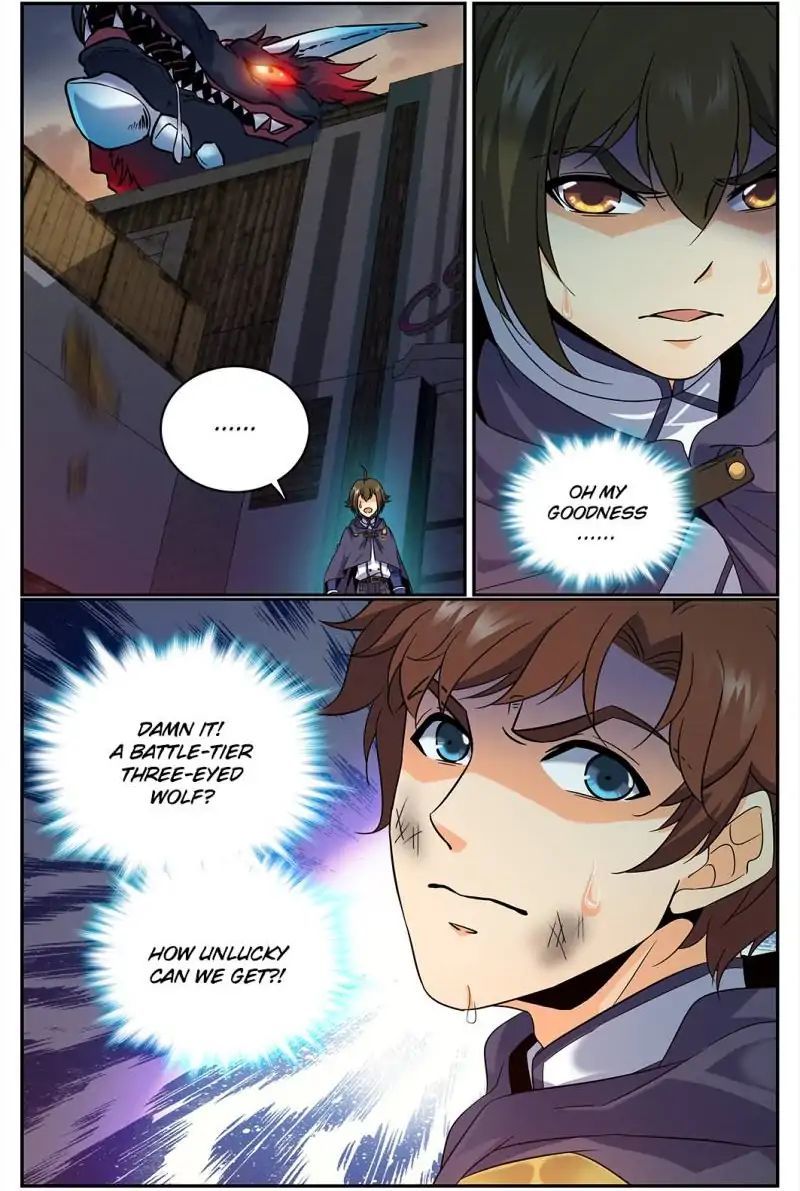 ......
OH MY
GOODNESS
......
DAMN IT!
A BATTLE-TIER
THREE-EYED
WOLF?
HOW UNLUCKY
CAN WE GET?!